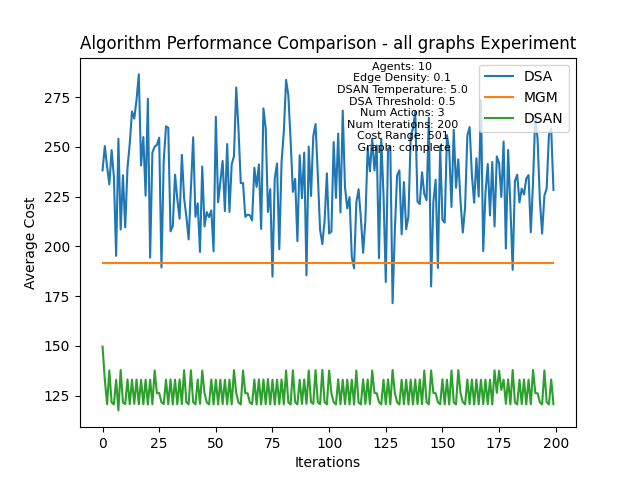 Algorithm Performance Comparison - all graphs Experiment
Agents: 10
Edge Density: 0.1
DSAN Temperature: 5.0
DSA Threshold: 0.5
Num Actions: 3
Num Iterations: 200
Cost Range: 501
Graph: complete
DSA
MGM
DSAN
Average Cost
275
250
225
200
175
150
125
0
25
50
75
100
125
150
175
200
Iterations